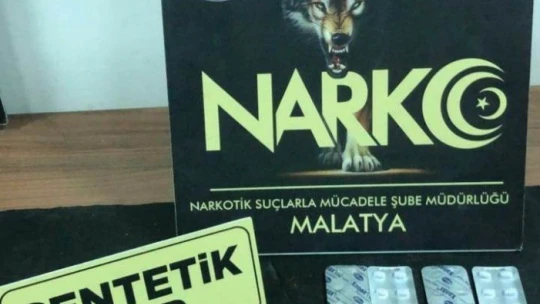 NARKO
NARKOTİK SUÇLARLA MÜCADELE ŞUBE MÜDÜRLÜĞÜ
MALATYA
SENTETİK